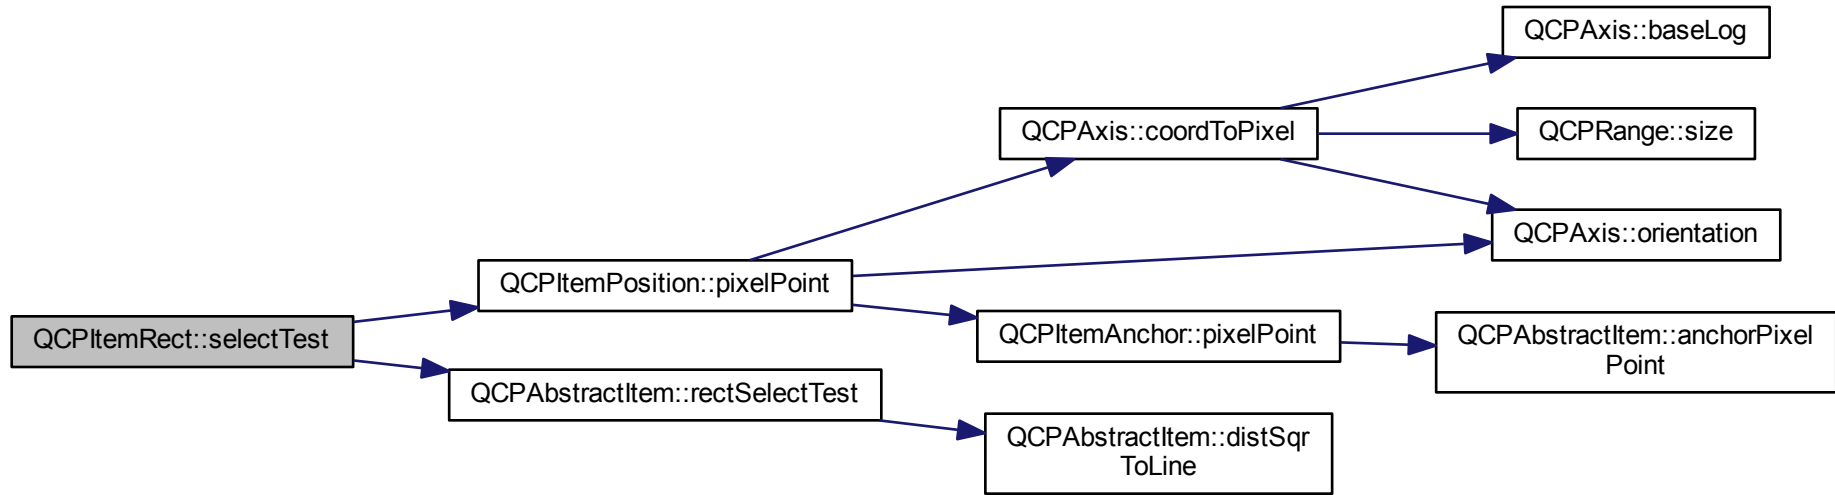 QCPAxis::baseLog
QCPAxis::coordToPixel
QCPRange::size
QCPAxis::orientation
QCPItemPosition::pixelPoint
QCPItemRect::selectTest
QCPItemAnchor::pixelPoint
QCPAbstractItem::anchorPixel
Point
QCPAbstractItem::rectSelectTest
QCPAbstractItem::distSqr
ToLine